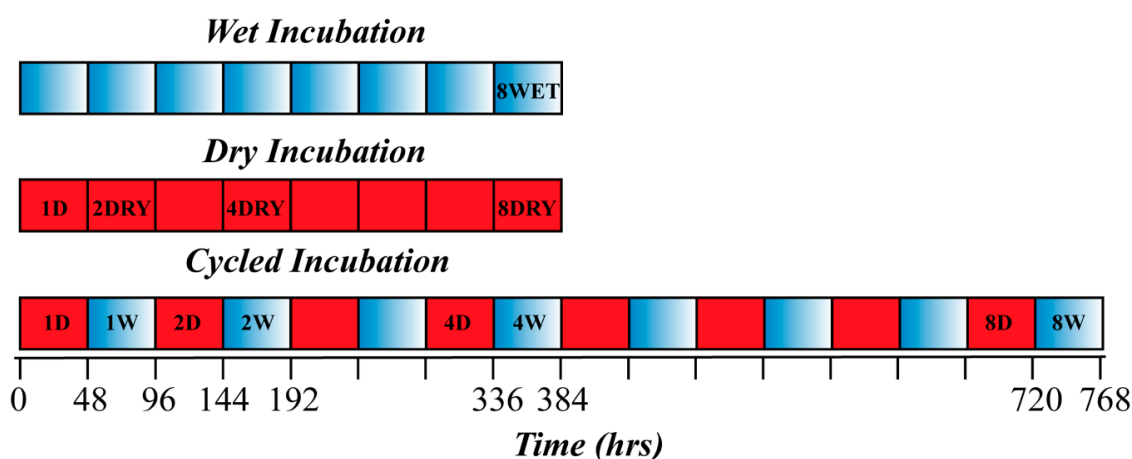 Wet Incubation
8WET
Dry Incubation
1D 2DRY 4DRY 8DRY
Cycled Incubation
1D 1W 2D 2W 4D 4W 8D 8W
0 48 96 144 192 336 384 720 768
Time (hrs)